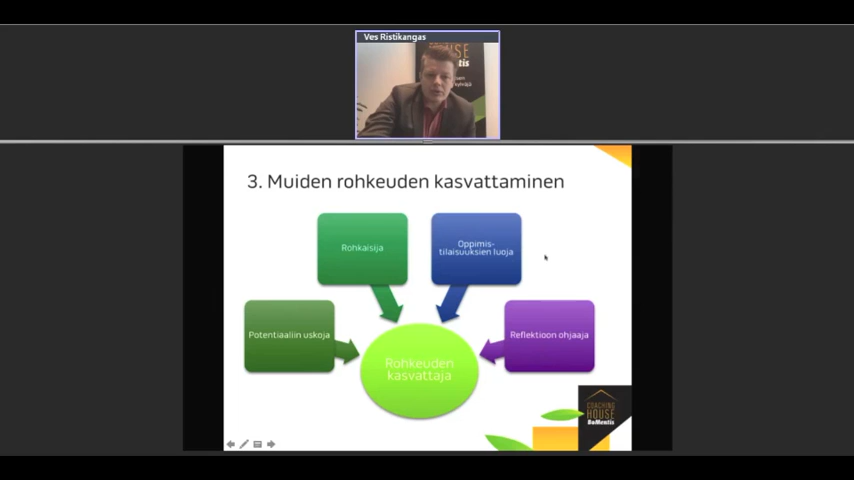 Ves Ristikangas
HOUSE
3. Muiden rohkeuden kasvattaminen
Rohkaisija
Oppimis-
tilaisuuksien luoja
Potentiaaliin uskoja
Reflektioon ohjaaja
Rohkeuden
kasvattaja
COACHING
HOUSE
BoMentis